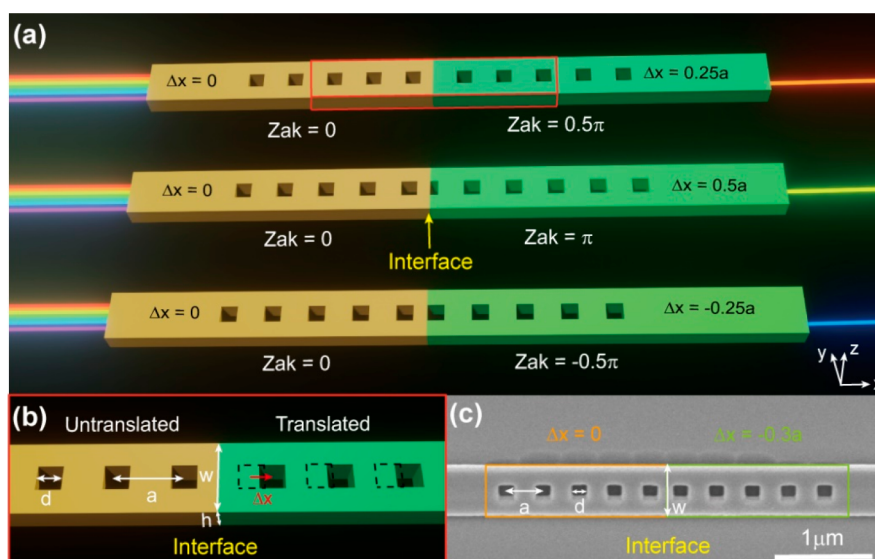 (a)
Δx = 0
Δx = 0.25a
Zak = 0
Zak = 0.5π
Δx = 0
Δx = 0.5a
Zak = 0
Zak = π
Interface
Δx = 0
Δx = -0.25a
Zak = 0
Zak = -0.5π
y
z
(b)
Untranslated
Translated
w
d
a
Δx
h
Interface
(c)
Δx = 0
Δx = -0.3a
a
d
w
Interface
1μm